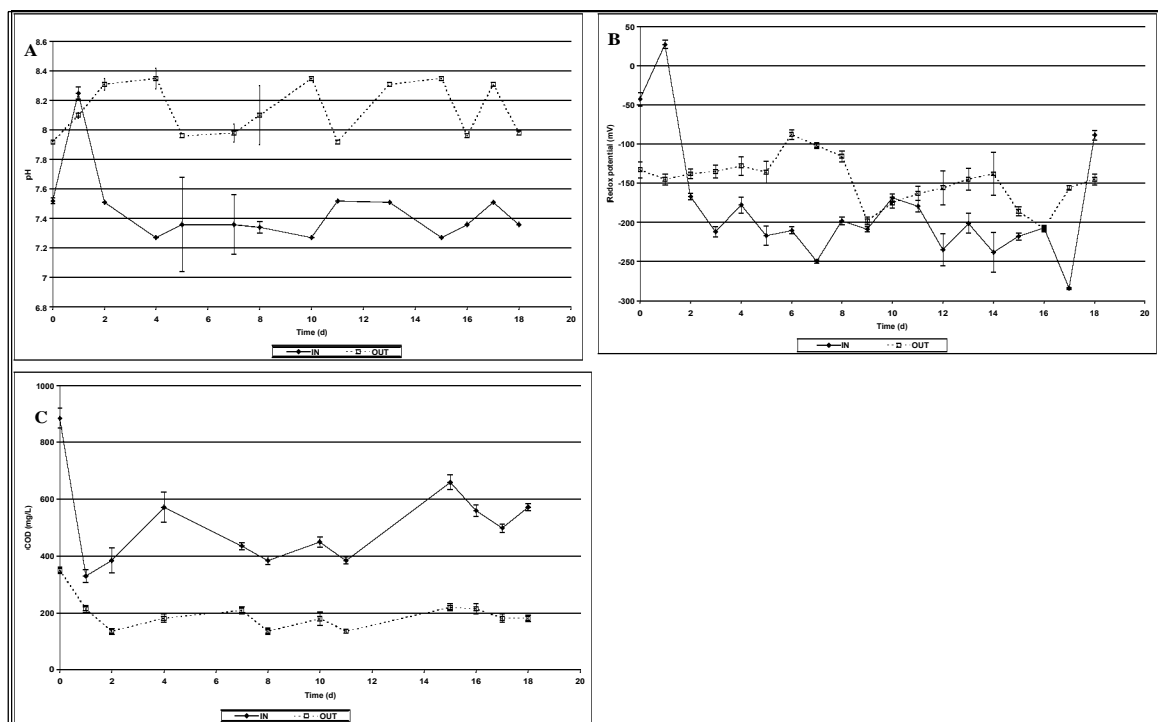 A
8.6
8.4
8.2
8
7.8
7.6
7.4
7.2
7
6.8
pH
0 2 4 6 8 10 12 14 16 18 20
Time (d)
IN OUT
B
50
0
-50
-100
-150
-200
-250
-300
Redox potential (mV)
0 2 4 6 8 10 12 14 16 18 20
Time (d)
IN OUT
C
1000
800
600
400
200
0
COD (mg/L)
0 2 4 6 8 10 12 14 16 18 20
Time (d)
IN OUT